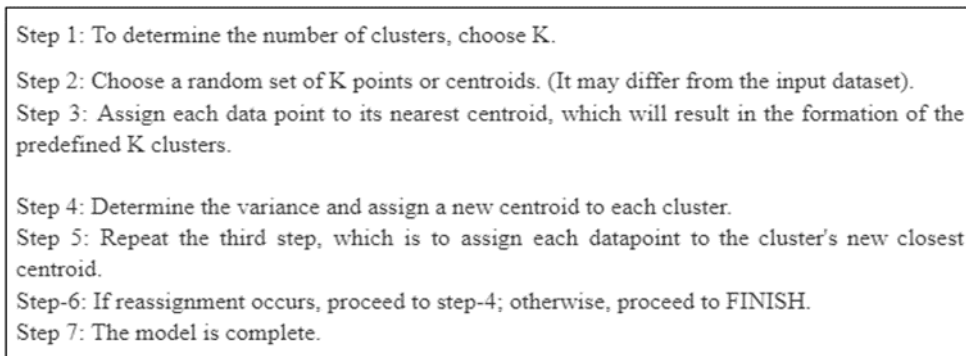 Step 1: To determine the number of clusters, choose K.
Step 2: Choose a random set of K points or centroids. (It may differ from the input dataset).
Step 3: Assign each data point to its nearest centroid, which will result in the formation of the
predefined K clusters.
Step 4: Determine the variance and assign a new centroid to each cluster.
Step 5: Repeat the third step, which is to assign each datapoint to the cluster's new closest
centroid.
Step-6: If reassignment occurs, proceed to step-4; otherwise, proceed to FINISH.
Step 7: The model is complete.